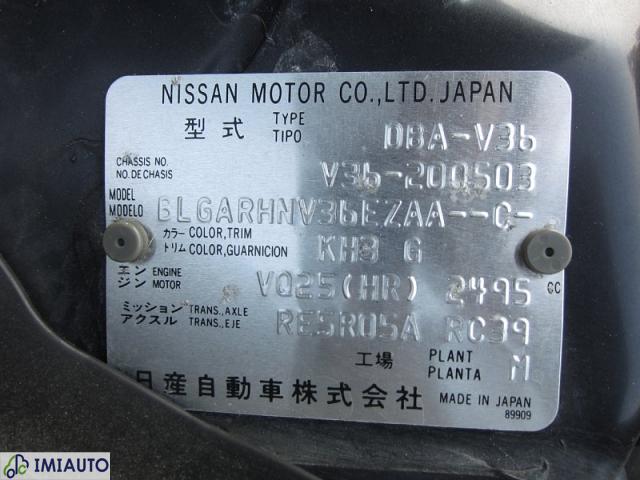 NISSAN MOTOR CO.,LTD. JAPAN
型式 TYPE TIPO DBA-V36
CHASSIS NO. NO. DE CHASIS V36-200503
MODEL MODELO BLGARHNV36EZAA--C-
カラー COLOR,TRIM
トリム COLOR,GUARNICION KH3 G
エンジン ENGINE MOTOR VQ25(HR) 2495 CC
ミッション TRANS.,AXLE
アクスル TRANS.,EJE RE5R05A RC39
工場 PLANT PLANTA M
日産自動車株式会社 MADE IN JAPAN
89909
IMIAUTO